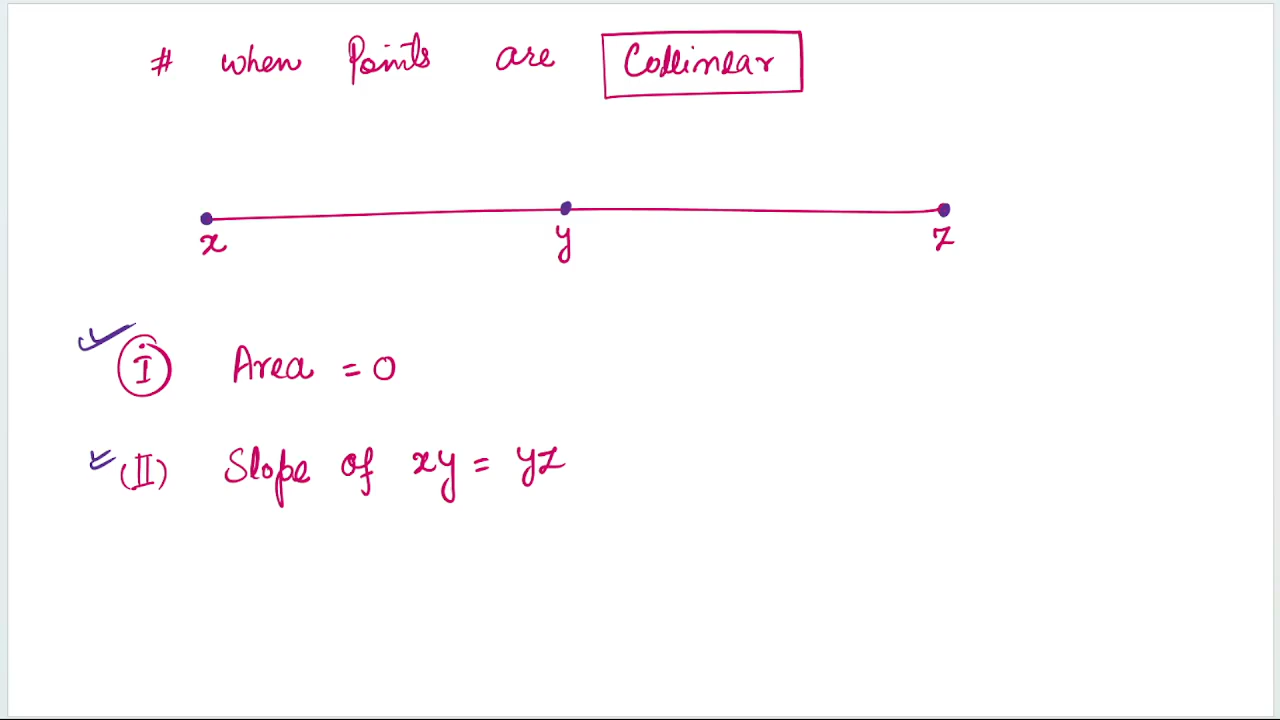 # when Points are Collinear
x y z
(I) Area = 0
(II) Slope of xy = yz